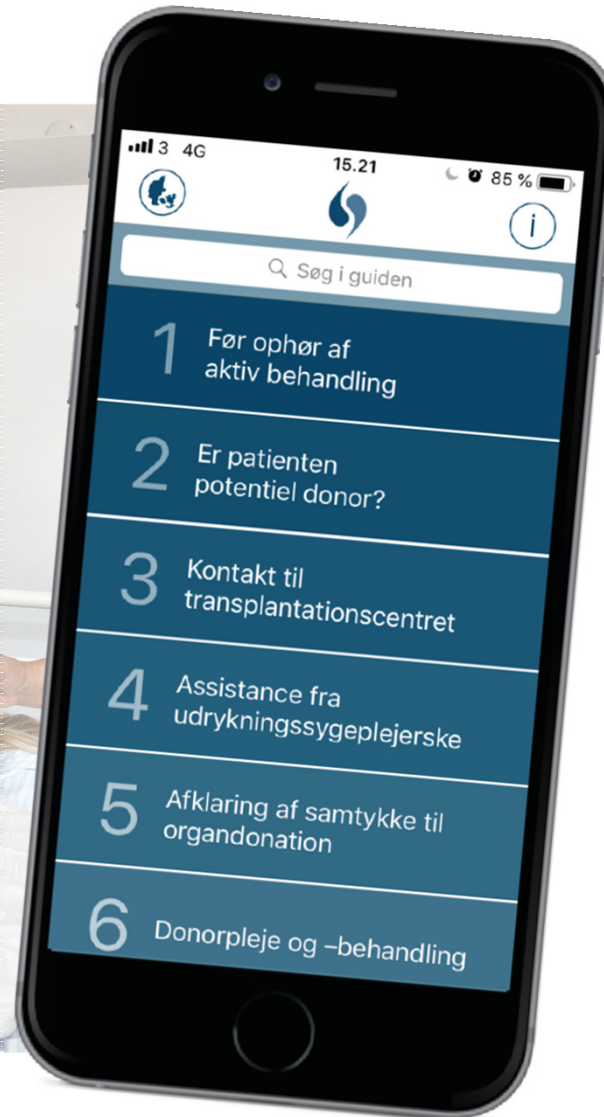 3 4G 15.21 85 %
i
Søg i guiden
1 Før ophør af
aktiv behandling
2 Er patienten
potentiel donor?
3 Kontakt til
transplantationscentret
4 Assistance fra
udrykningssygeplejerske
5 Afklaring af samtykke til
organdonation
6 Donorpleje og –behandling